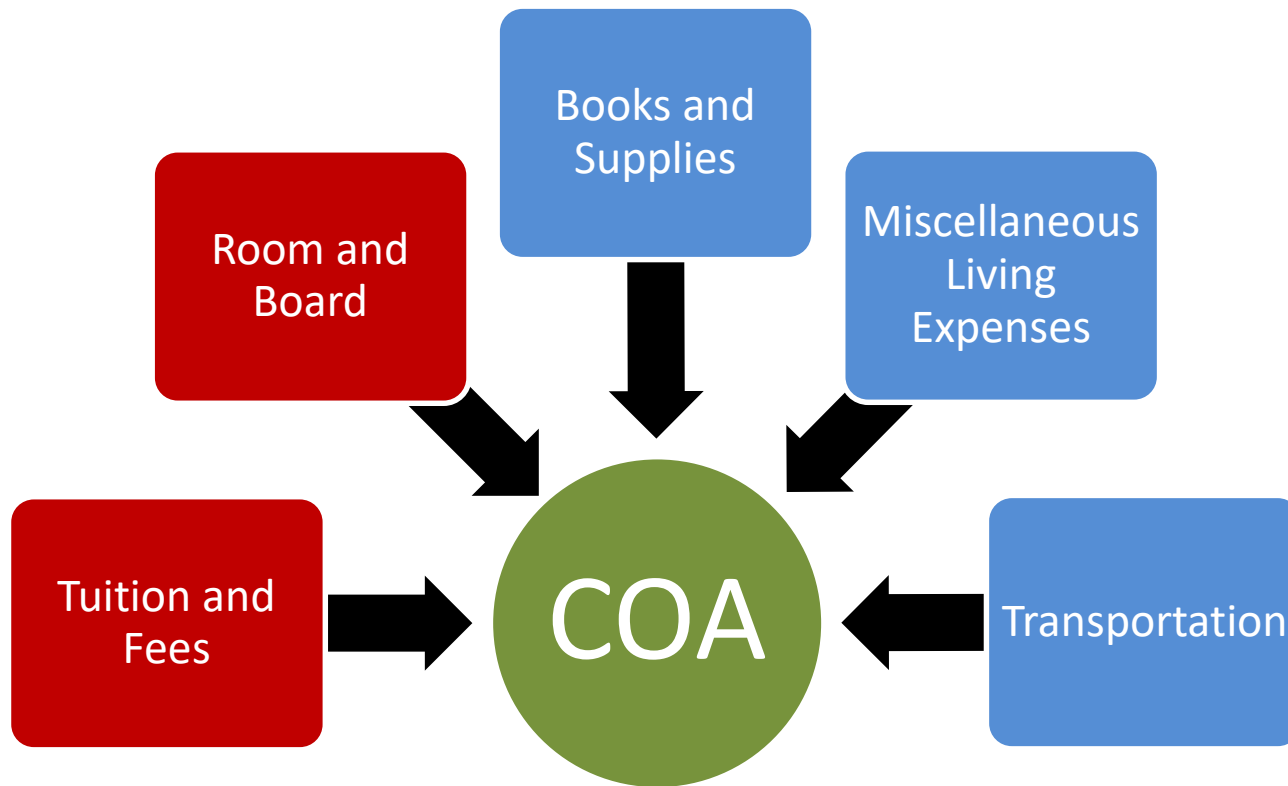 Books and
Supplies
Room and
Board
Miscellaneous
Living
Expenses
Tuition and
Fees
COA
Transportation